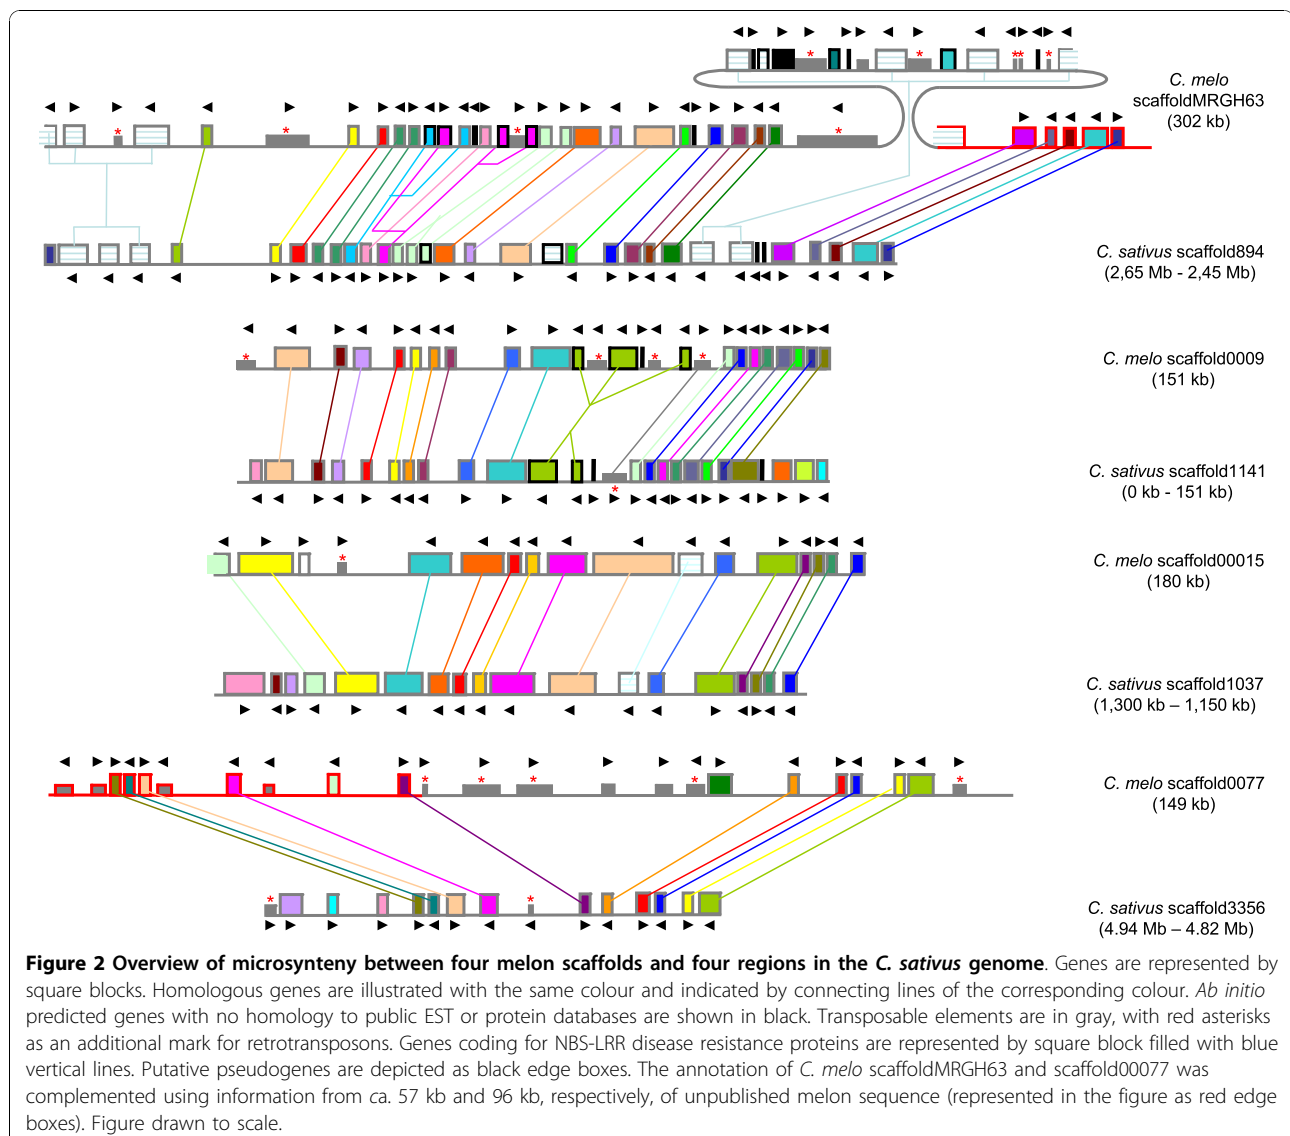 C. melo
scaffoldMRGH63
(302 kb)
C. sativus scaffold894
(2,65 Mb - 2,45 Mb)
C. melo scaffold0009
(151 kb)
C. sativus scaffold1141
(0 kb - 151 kb)
C. melo scaffold00015
(180 kb)
C. sativus scaffold1037
(1,300 kb – 1,150 kb)
C. melo scaffold0077
(149 kb)
C. sativus scaffold3356
(4.94 Mb – 4.82 Mb)
Figure 2 Overview of microsynteny between four melon scaffolds and four regions in the C. sativus genome. Genes are represented by
square blocks. Homologous genes are illustrated with the same colour and indicated by connecting lines of the corresponding colour. Ab initio
predicted genes with no homology to public EST or protein databases are shown in black. Transposable elements are in gray, with red asterisks
as an additional mark for retrotransposons. Genes coding for NBS-LRR disease resistance proteins are represented by square block filled with blue
vertical lines. Putative pseudogenes are depicted as black edge boxes. The annotation of C. melo scaffoldMRGH63 and scaffold00077 was
complemented using information from ca. 57 kb and 96 kb, respectively, of unpublished melon sequence (represented in the figure as red edge
boxes). Figure drawn to scale.